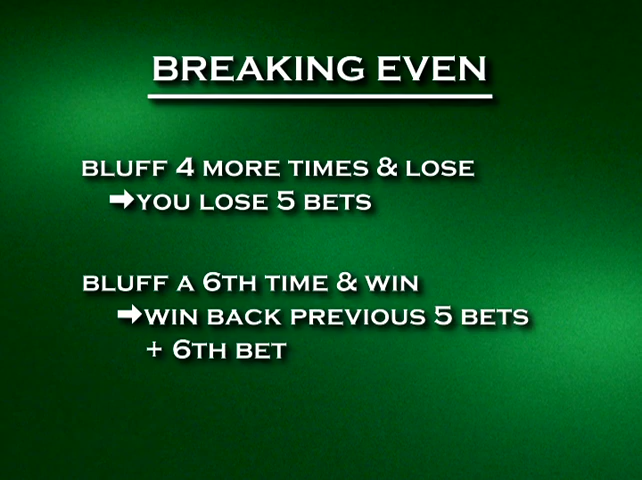 BREAKING EVEN
BLUFF 4 MORE TIMES & LOSE
➡YOU LOSE 5 BETS
BLUFF A 6TH TIME & WIN
➡WIN BACK PREVIOUS 5 BETS
+ 6TH BET